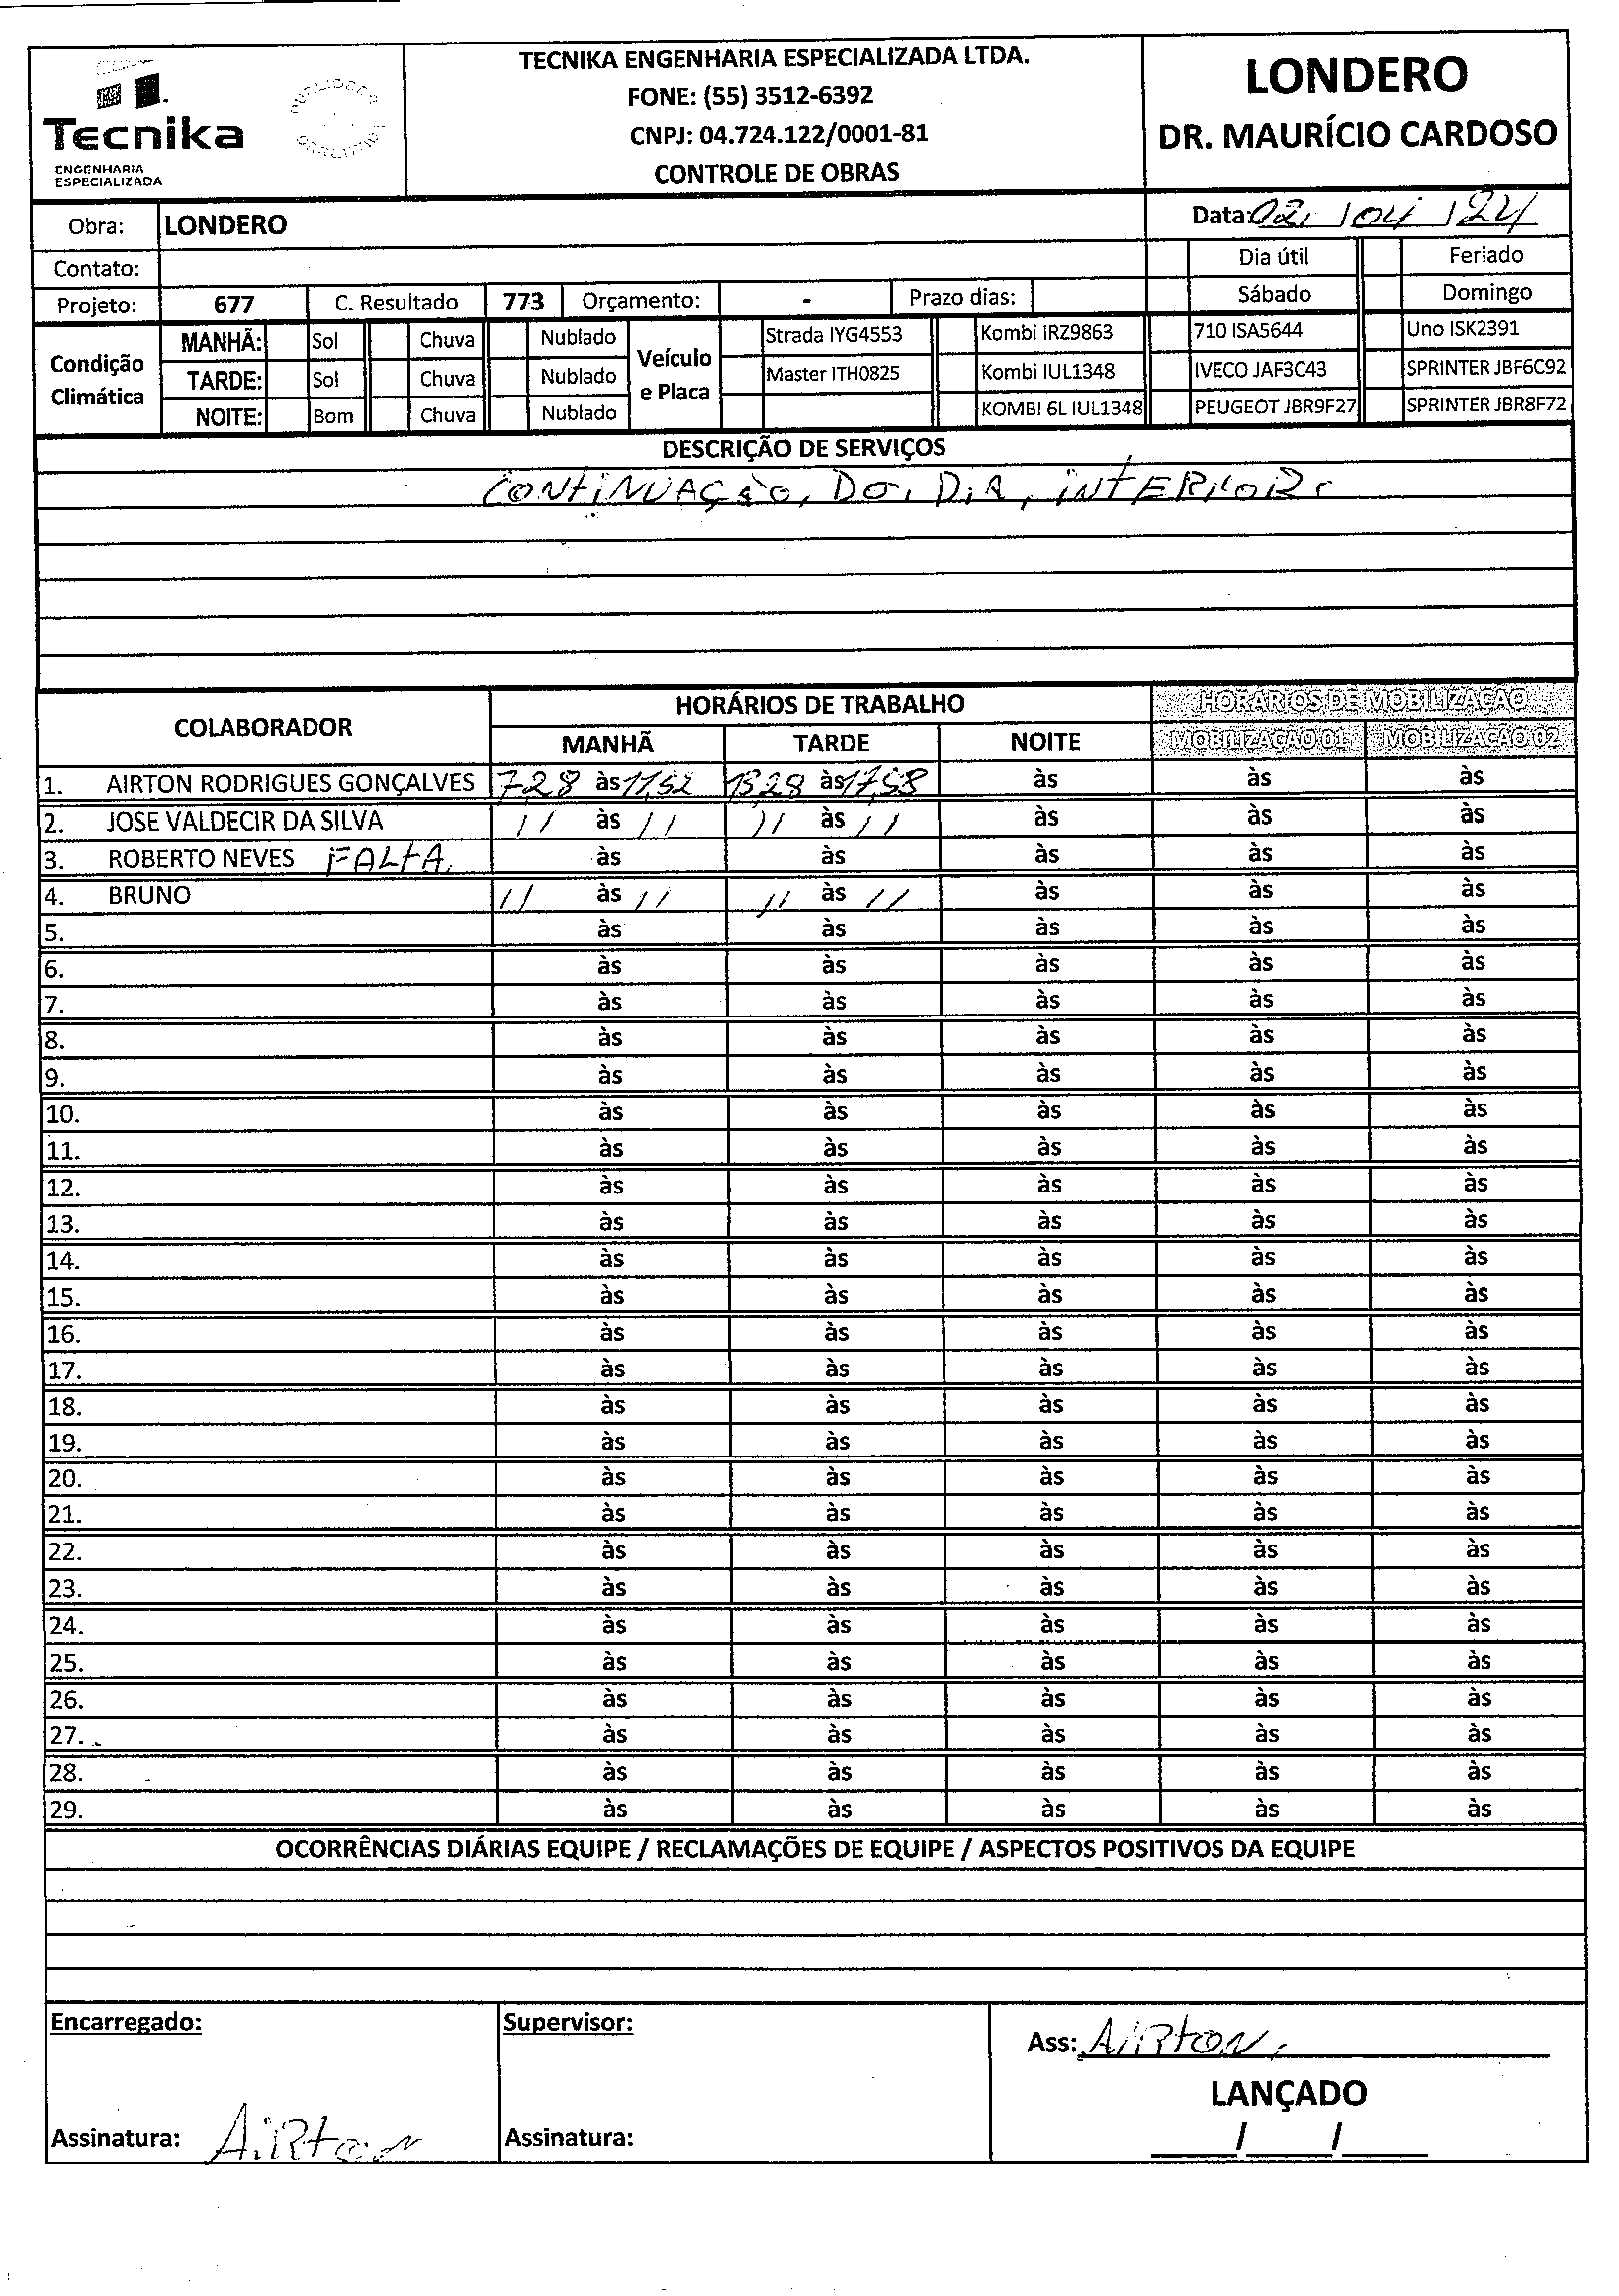 TECNIKA ENGENHARIA ESPECIALIZADA LTDA.
FONE: (55) 3512-6392
CNPJ: 04.724.122/0001-81
CONTROLE DE OBRAS
Tecnika
ENGENHARIA
ESPECIALIZADA
LONDERO
DR. MAURÍCIO CARDOSO
Obra: LONDERO
Data: 02 / 04 / 24
Contato:
Dia útil Feriado
Projeto: 677 C. Resultado 773 Orçamento: - Prazo dias: Sábado Domingo
Condição Climática
MANHÃ: Sol Chuva Nublado
TARDE: Sol Chuva Nublado
NOITE: Bom Chuva Nublado
Veículo e Placa
Strada IYG4553 Kombi IRZ9863 710 ISA5644 Uno ISK2391
Master ITH0825 Kombi IUL1348 IVECO JAF3C43 SPRINTER JBF6C92
KOMBI 6L IUL1348 PEUGEOT JBR9F27 SPRINTER JBR8F72
DESCRIÇÃO DE SERVIÇOS
CONTINUAÇÃO, DO, DIA, INTERIOR.
COLABORADOR HORÁRIOS DE TRABALHO HORÁRIOS DE MOBILIZAÇÃO
MANHÃ TARDE NOITE MOBILIZAÇÃO 01 MOBILIZAÇÃO 02
1. AIRTON RODRIGUES GONÇALVES 7,28 às 11,52 13,28 às 17,58 às às às
2. JOSE VALDECIR DA SILVA 11 às 11 11 às 11 às às às
3. ROBERTO NEVES FALTA. às às às às às
4. BRUNO 11 às 11 11 às 11 às às às
5. às às às às às
6. às às às às às
7. às às às às às
8. às às às às às
9. às às às às às
10. às às às às às
11. às às às às às
12. às às às às às
13. às às às às às
14. às às às às às
15. às às às às às
16. às às às às às
17. às às às às às
18. às às às às às
19. às às às às às
20. às às às às às
21. às às às às às
22. às às às às às
23. às às às às às
24. às às às às às
25. às às às às às
26. às às às às às
27. às às às às às
28. às às às às às
29. às às às às às
OCORRÊNCIAS DIÁRIAS EQUIPE / RECLAMAÇÕES DE EQUIPE / ASPECTOS POSITIVOS DA EQUIPE
Encarregado: Supervisor:
Ass: AIRTON,
LANÇADO
Assinatura: AIRTON Assinatura:
/ /